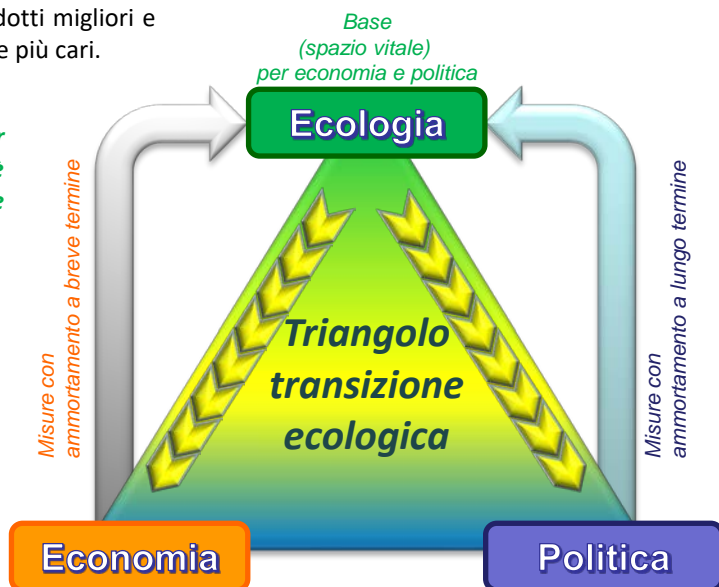 dotti migliori e
e più cari.
Base
(spazio vitale)
per economia e politica
Ecologia
Misure con
ammortamento a breve termine
Misure con
ammortamento a lungo termine
Triangolo
transizione
ecologica
Economia
Politica